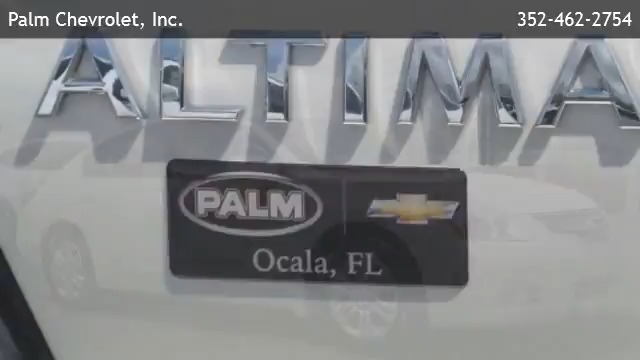 Palm Chevrolet, Inc.
352-462-2754
ALTIMA
PALM
Ocala, FL